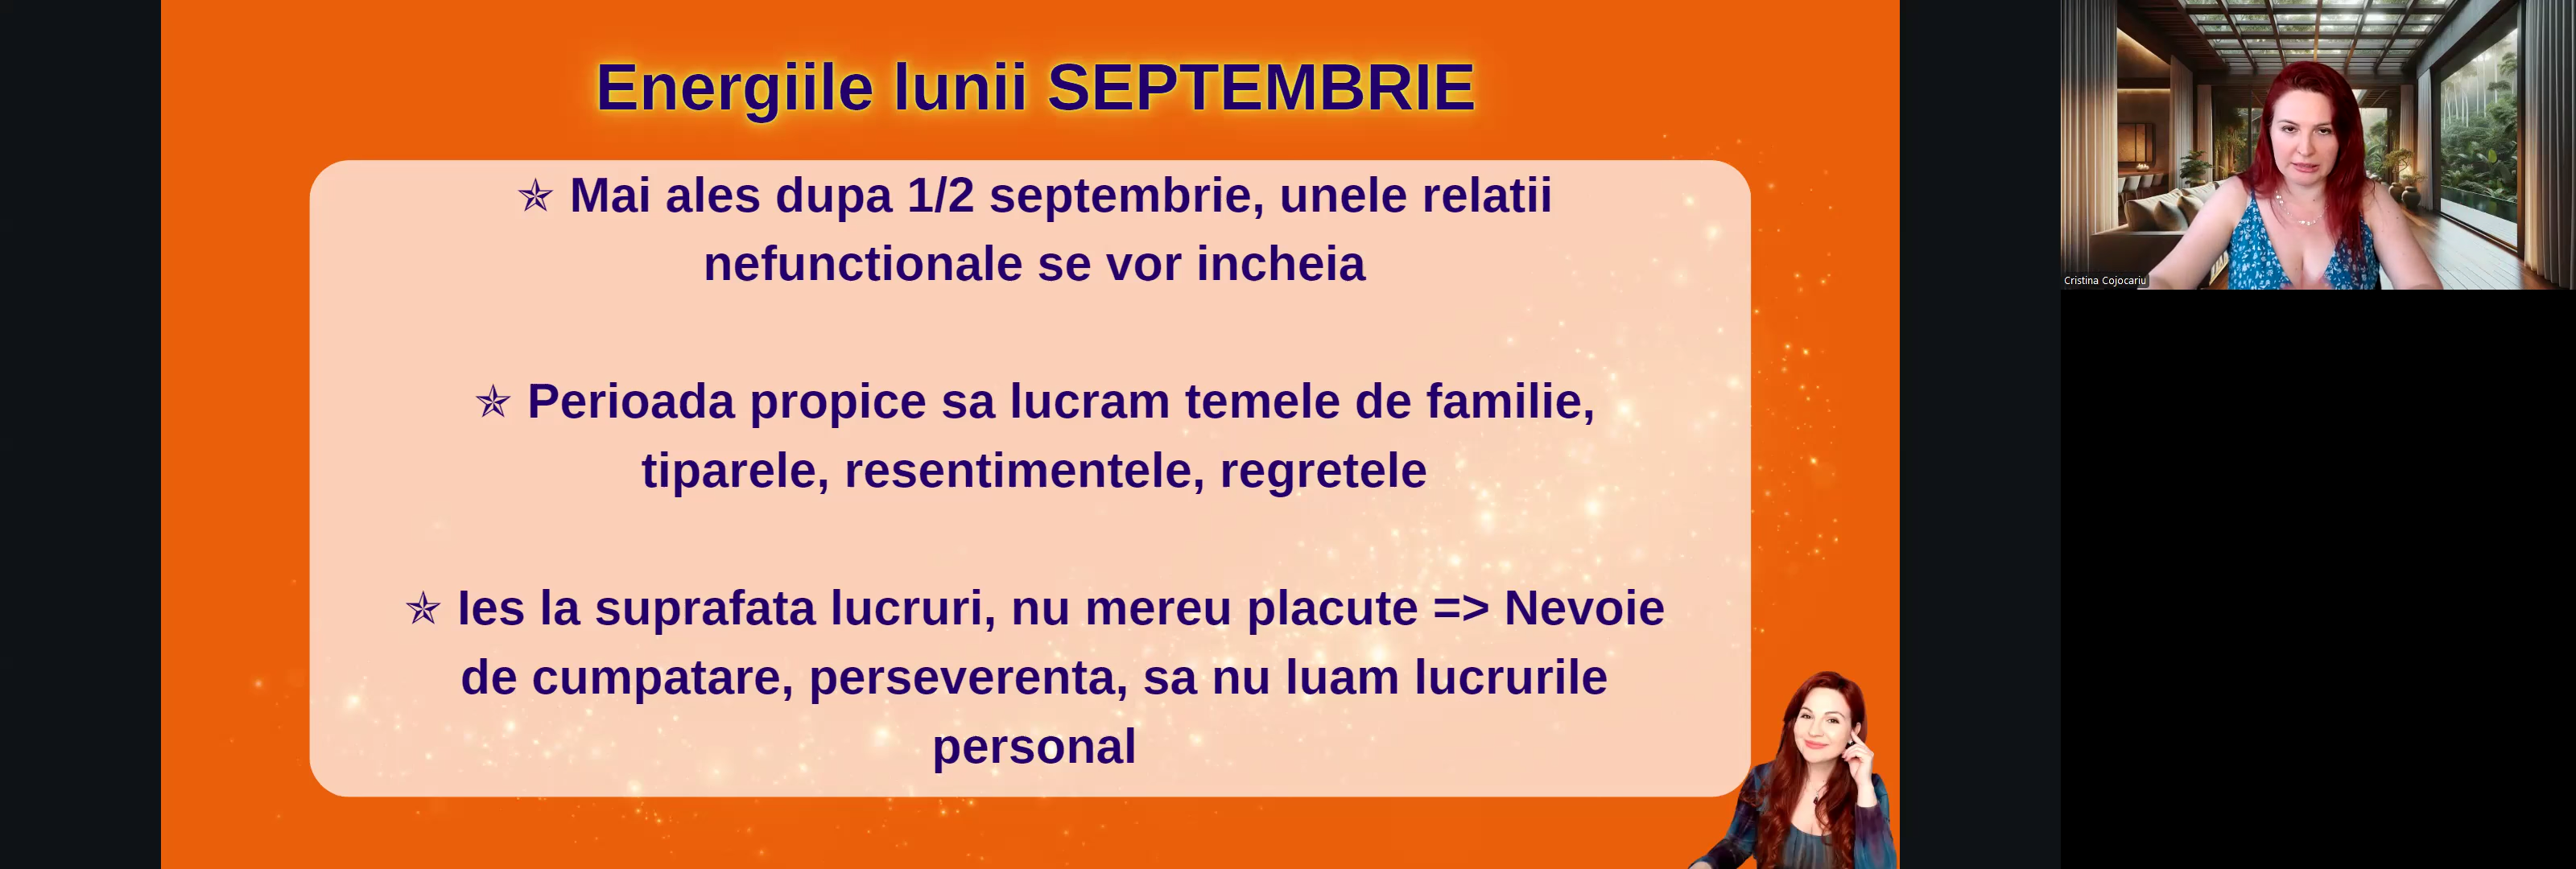 Energiile lunii SEPTEMBRIE
✯ Mai ales dupa 1/2 septembrie, unele relatii
nefunctionale se vor incheia
✯ Perioada propice sa lucram temele de familie,
tiparele, resentimentele, regretele
✯ Ies la suprafata lucruri, nu mereu placute => Nevoie
de cumpatare, perseverenta, sa nu luam lucrurile
personal
Cristina Cojocariu